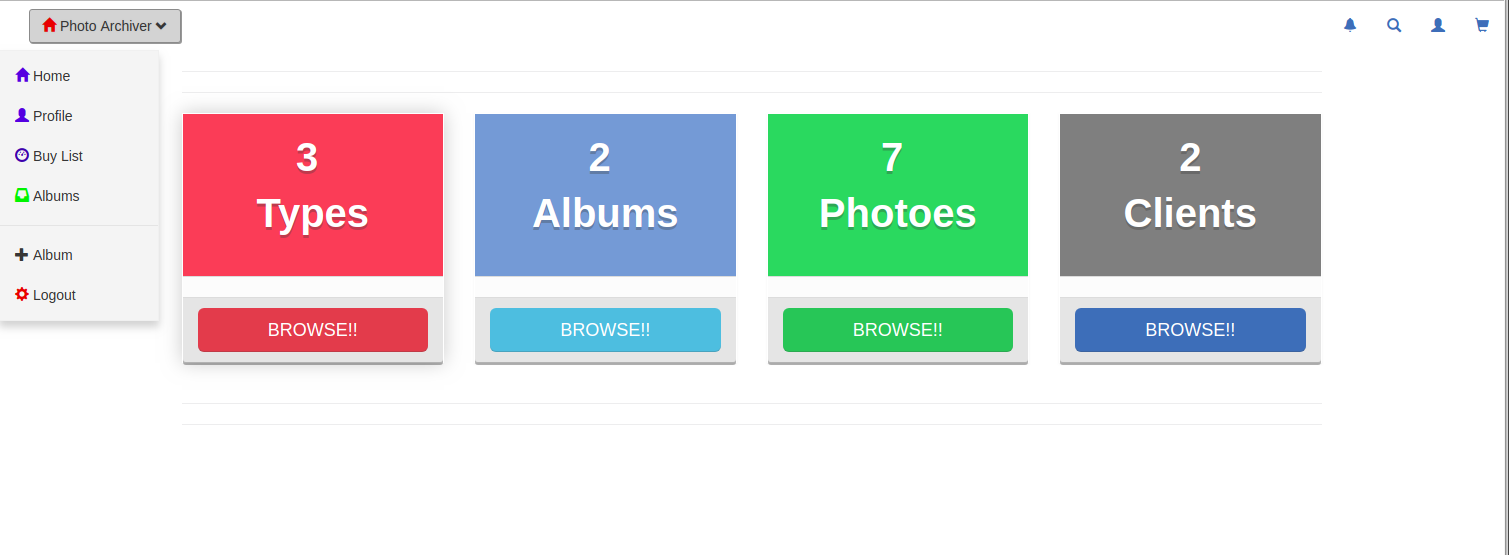 Photo Archiver
Home
Profile
Buy List
Albums
Album
Logout
3
Types
BROWSE!!
2
Albums
BROWSE!!
7
Photoes
BROWSE!!
2
Clients
BROWSE!!